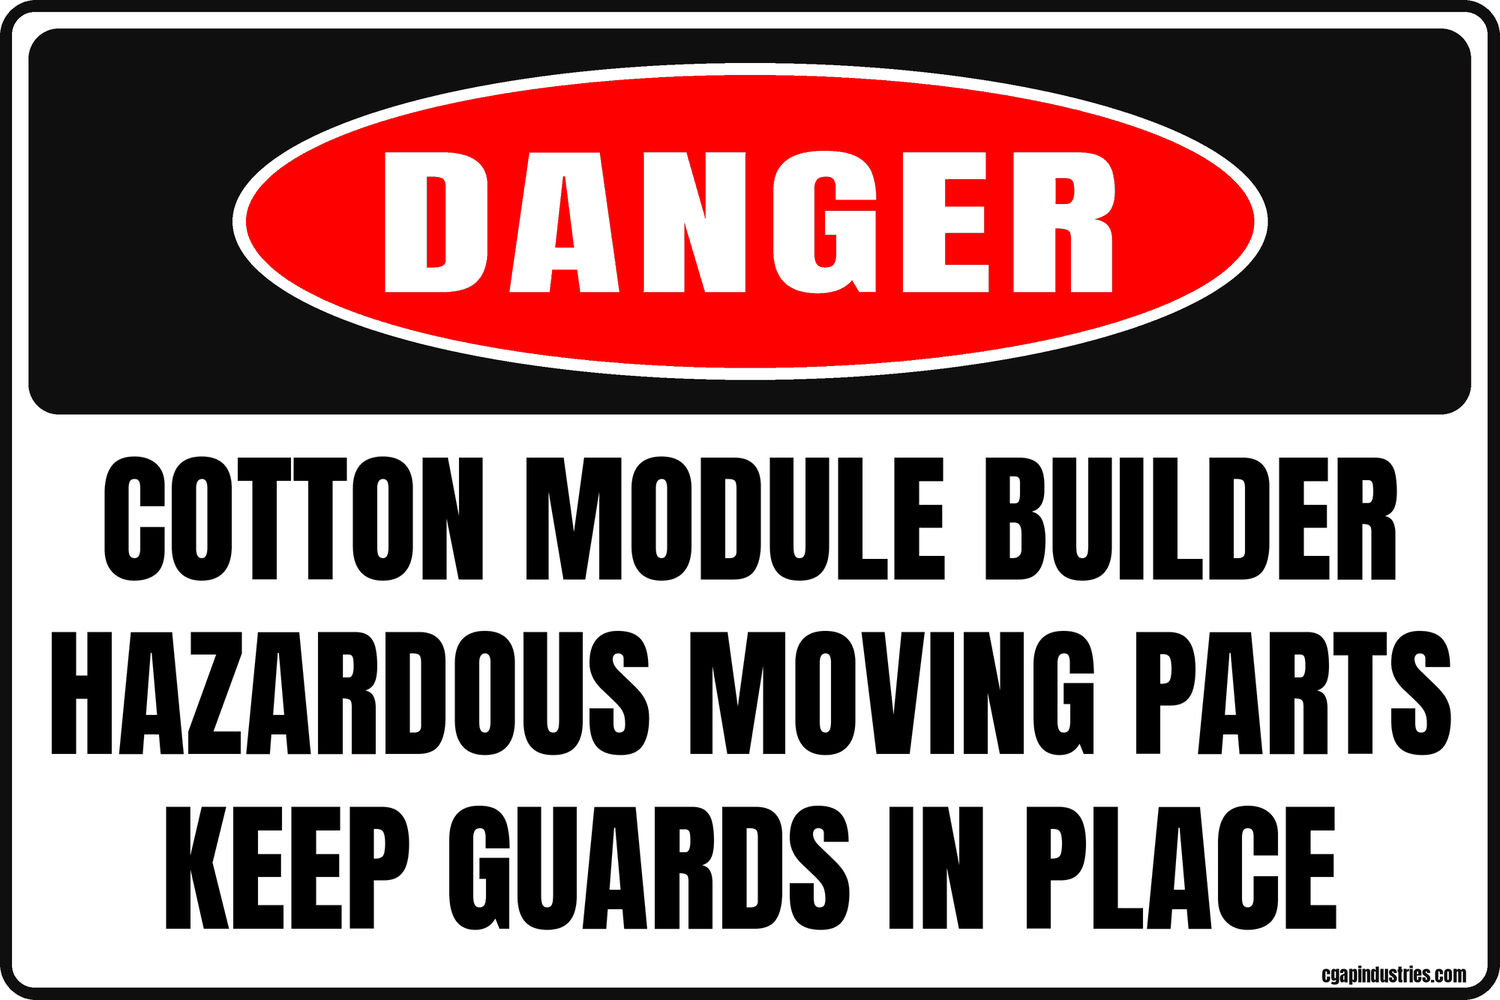 DANGER
COTTON MODULE BUILDER
HAZARDOUS MOVING PARTS
KEEP GUARDS IN PLACE
cgapindustries.com